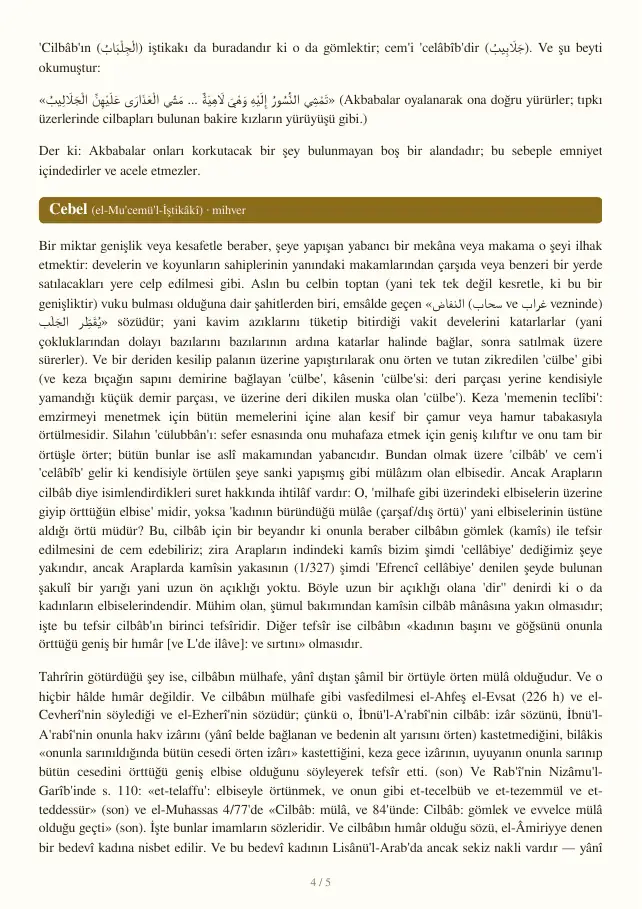 'Cilbâb'ın (الْجِلْبَابُ) iştikakı da buradandır ki o da gömlektir; cem'i 'celâbîb'dir (جَلَابِيبُ). Ve şu beyti
okumuştur:
«تَمْشِي النُّسُورُ إِلَيْهِ وَهْيَ لَاهِيَةٌ ... مَشْي الْعَذَارَى عَلَيْهِنَّ الْجَلَالِيبُ» (Akbabalar oyalanarak ona doğru yürürler; tıpkı
üzerlerinde cilbapları bulunan bakire kızların yürüyüşü gibi.)
Der ki: Akbabalar onları korkutacak bir şey bulunmayan boş bir alandadır; bu sebeple emniyet
içindedirler ve acele etmezler.
Cebel (el-Mu'cemü'l-İştikâkî) · mihver
Bir miktar genişlik veya kesafetle beraber, şeye yapışan yabancı bir mekâna veya makama o şeyi ilhak
etmektir: develerin ve koyunların sahiplerinin yanındaki makamlarından çarşıda veya benzeri bir yerde
satılacakları yere celp edilmesi gibi. Aslın bu celbin toptan (yani tek tek değil kesretle, ki bu bir
genişliktir) vuku bulması olduğuna dair şahitlerden biri, emsâlde geçen «النفاض (سحاب ve غراب vezninde)
يُقَطِّر الجَلَب» sözüdür; yani kavim azıklarını tüketip bitirdiği vakit develerini katarlarlar (yani
çokluklarından dolayı bazılarını bazılarının ardına katarlar halinde bağlar, sonra satılmak üzere
sürerler). Ve bir deriden kesilip palanın üzerine yapıştırılarak onu örten ve tutan zikredilen 'cülbe' gibi
(ve keza bıçağın sapını demirine bağlayan 'cülbe', kâsenin 'cülbe'si: deri parçası yerine kendisiyle
yamandığı küçük demir parçası, ve üzerine deri dikilen muska olan 'cülbe'). Keza 'memenin teclîbi':
emzirmeyi menetmek için bütün memelerini içine alan kesif bir çamur veya hamur tabakasıyla
örtülmesidir. Silahın 'cülubbân'ı: sefer esnasında onu muhafaza etmek için geniş kılıftır ve onu tam bir
örtüşle örter; bütün bunlar ise aslî makamından yabancıdır. Bundan olmak üzere 'cilbâb' ve cem'i
'celâbîb' gelir ki kendisiyle örtülen şeye sanki yapışmış gibi mülâzım olan elbisedir. Ancak Arapların
cilbâb diye isimlendirdikleri suret hakkında ihtilâf vardır: O, 'milhafe gibi üzerindeki elbiselerin üzerine
giyip örttüğün elbise' midir, yoksa 'kadının büründüğü mülâe (çarşaf/dış örtü)' yani elbiselerinin üstüne
aldığı örtü müdür? Bu, cilbâb için bir beyandır ki onunla beraber cilbâbın gömlek (kamîs) ile tefsir
edilmesini de cem edebiliriz; zira Arapların indindeki kamîs bizim şimdi 'cellâbiye' dediğimiz şeye
yakındır, ancak Araplarda kamîsin yakasının (1/327) şimdi 'Efrencî cellâbiye' denilen şeyde bulunan
şakulî bir yarığı yani uzun ön açıklığı yoktu. Böyle uzun bir açıklığı olana 'dir'' denirdi ki o da
kadınların elbiselerindendir. Mühim olan, şümul bakımından kamîsin cilbâb mânâsına yakın olmasıdır;
işte bu tefsir cilbâb'ın birinci tefsîridir. Diğer tefsîr ise cilbâbın «kadının başını ve göğsünü onunla
örttüğü geniş bir hımâr [ve L'de ilâve]: ve sırtını» olmasıdır.
Tahrîrin götürdüğü şey ise, cilbâbın mülhafe, yânî dıştan şâmil bir örtüyle örten mülâ olduğudur. Ve o
hiçbir hâlde hımâr değildir. Ve cilbâbın mülhafe gibi vasfedilmesi el-Ahfeş el-Evsat (226 h) ve el-
Cevherî'nin söylediği ve el-Ezherî'nin sözüdür; çünkü o, İbnü'l-A'rabî'nin cilbâb: izâr sözünü, İbnü'l-
A'rabî'nin onunla hakv izârını (yânî belde bağlanan ve bedenin alt yarısını örten) kastetmediğini, bilâkis
«onunla sarınıldığında bütün cesedi örten izârı» kastettiğini, keza gece izârının, uyuyanın onunla sarınıp
bütün cesedini örttüğü geniş elbise olduğunu söyleyerek tefsîr etti. (son) Ve Rab'î'nin Nizâmu'l-
Garîb'inde s. 110: «et-telaffu': elbiseyle örtünmek, ve onun gibi et-tecelbüb ve et-tezemmül ve et-
teddessür» (son) ve el-Muhassas 4/77'de «Cilbâb: mülâ, ve 84'ünde: Cilbâb: gömlek ve evvelce mülâ
olduğu geçti» (son). İşte bunlar imamların sözleridir. Ve cilbâbın hımâr olduğu sözü, el-Âmiriyye denen
bir bedevî kadına nisbet edilir. Ve bu bedevî kadının Lisânü'l-Arab'da ancak sekiz nakli vardır — yânî
4 / 5